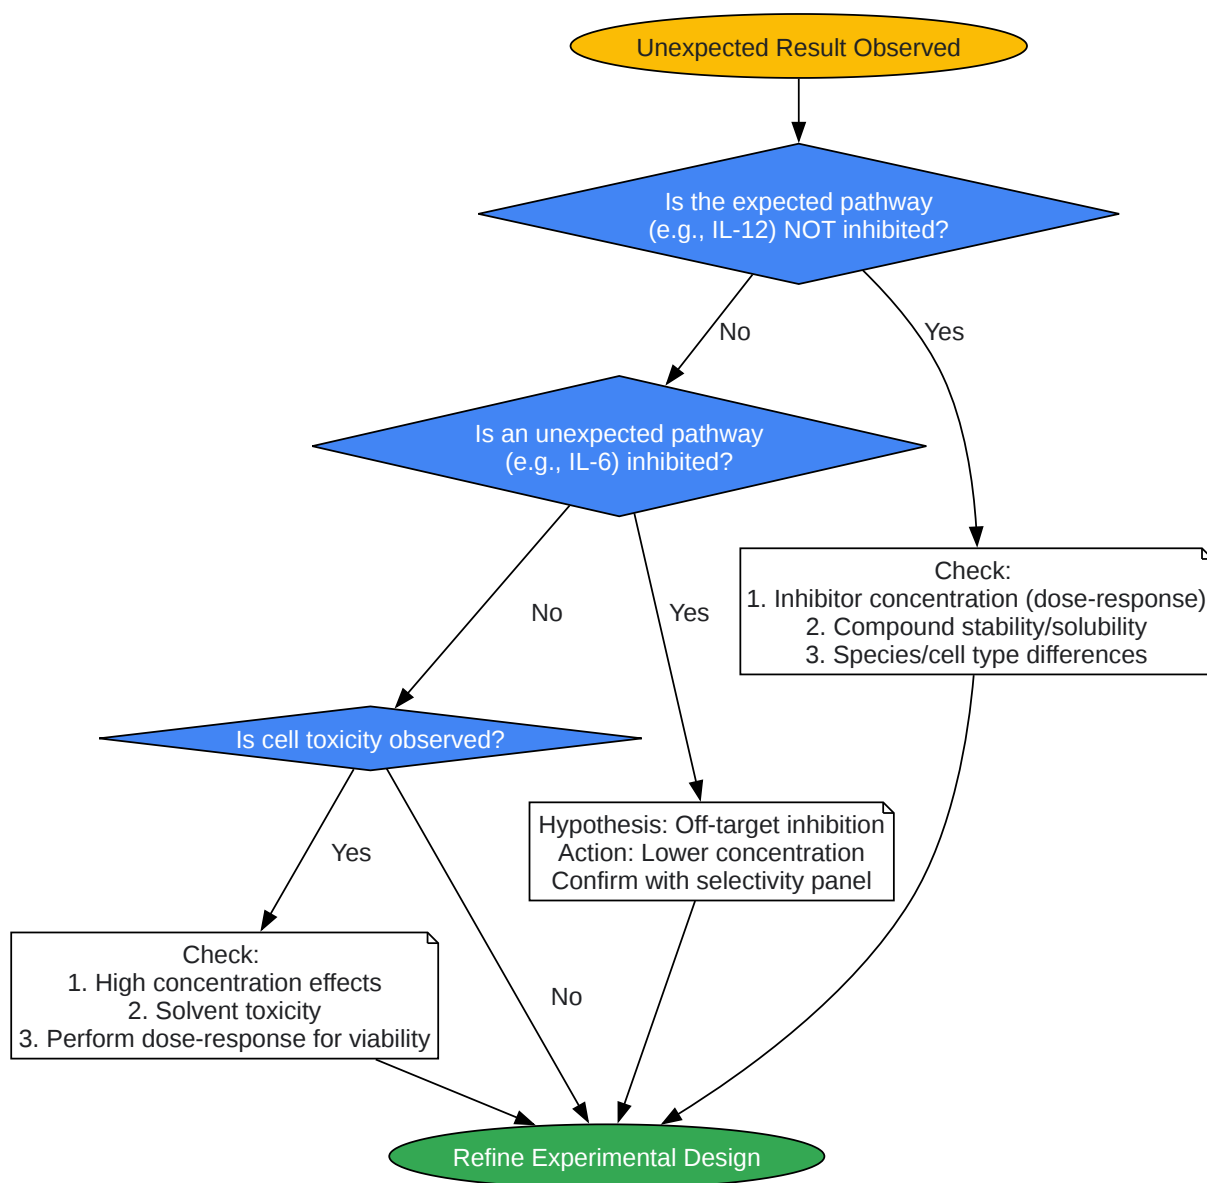 Unexpected Result Observed
Is the expected pathway
(e.g., IL-12) NOT inhibited?
No
Yes
Is an unexpected pathway
(e.g., IL-6) inhibited?
No
Yes
Check:
1. Inhibitor concentration (dose-response)
2. Compound stability/solubility
3. Species/cell type differences
Is cell toxicity observed?
Hypothesis: Off-target inhibition
Action: Lower concentration
Confirm with selectivity panel
Yes
No
Check:
1. High concentration effects
2. Solvent toxicity
3. Perform dose-response for viability
Refine Experimental Design